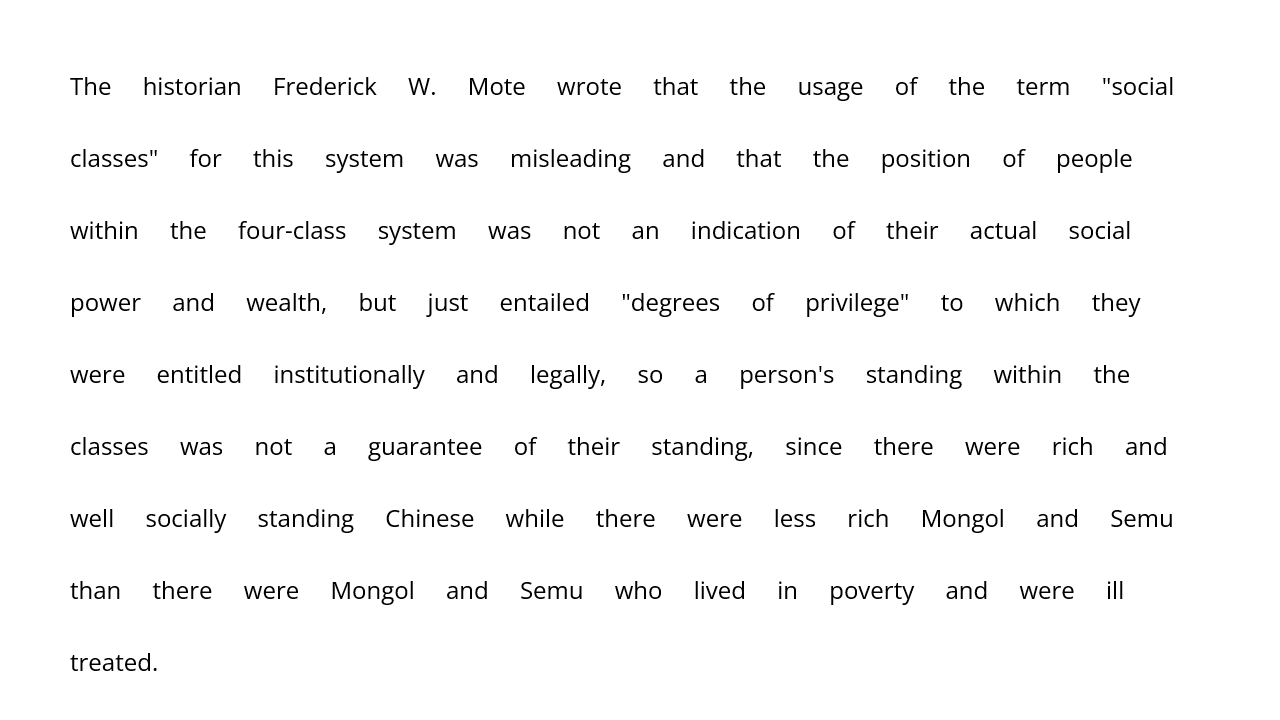 The historian Frederick W. Mote wrote that the usage of the term "social
classes" for this system was misleading and that the position of people
within the four-class system was not an indication of their actual social
power and wealth, but just entailed "degrees of privilege" to which they
were entitled institutionally and legally, so a person's standing within the
classes was not a guarantee of their standing, since there were rich and
well socially standing Chinese while there were less rich Mongol and Semu
than there were Mongol and Semu who lived in poverty and were ill
treated.